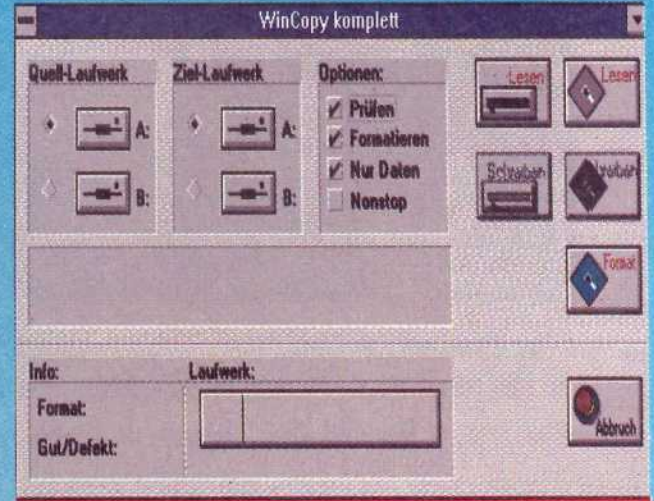 WinCopy komplett
Quell-Laufwerk
A:
B:
Ziel-Laufwerk
A:
B:
Optionen:
Prüfen
Formatieren
Nur Daten
Nonstop
Lesen
Lesen
Schreiben
Format
Info:
Format:
Gut/Defekt:
Laufwerk:
Abbruch